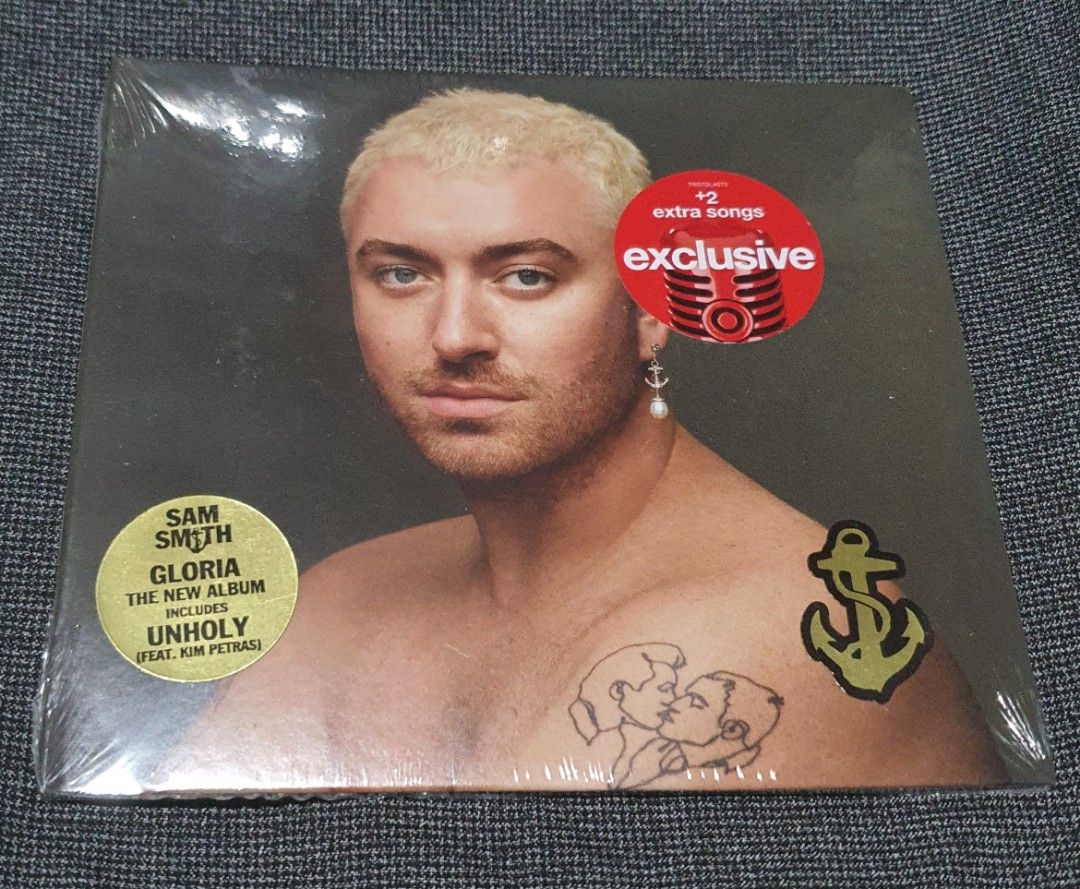 +2
extra songs
exclusive
SAM
SMITH
GLORIA
THE NEW ALBUM
INCLUDES
UNHOLY
(FEAT. KIM PETRAS)